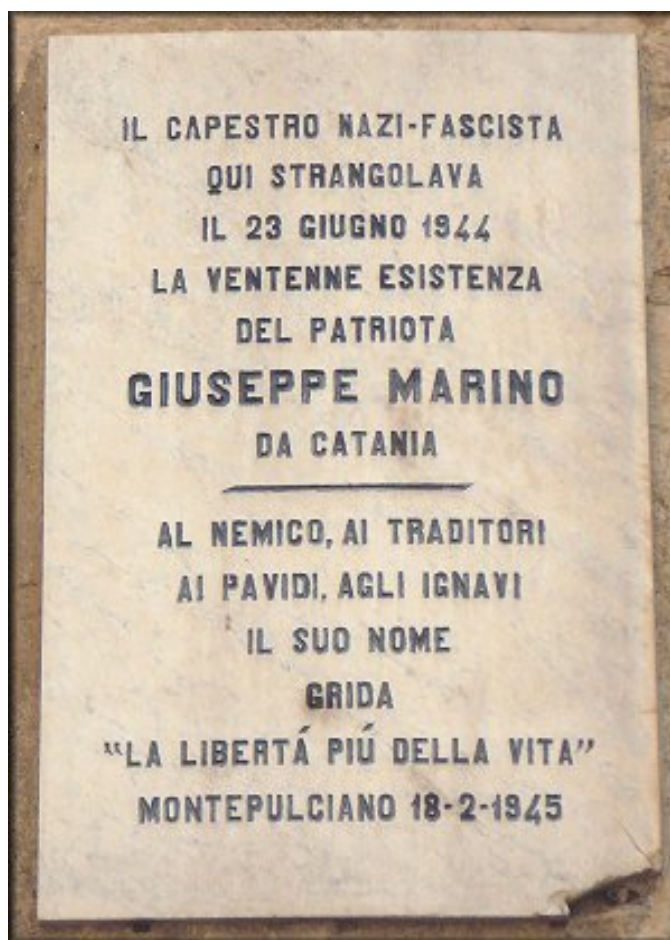 IL CAPESTRO NAZI-FASCISTA
QUI STRANGOLAVA
IL 23 GIUGNO 1944
LA VENTENNE ESISTENZA
DEL PATRIOTA
GIUSEPPE MARINO
DA CATANIA
AL NEMICO, AI TRADITORI
AI PAVIDI, AGLI IGNAVI
IL SUO NOME
GRIDA
“LA LIBERTÁ PIÚ DELLA VITA”
MONTEPULCIANO 18-2-1945